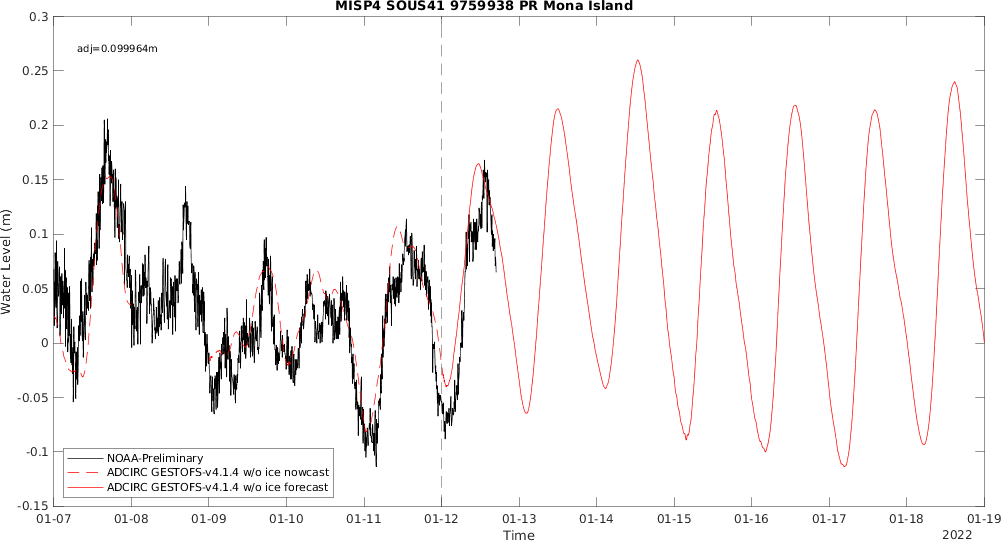 MISP4 SOUS41 9759938 PR Mona Island
adj=0.099964m
0.3
0.25
0.2
0.15
0.1
0.05
0
-0.05
-0.1
-0.15
Water Level (m)
NOAA-Preliminary
ADCIRC GESTOFS-v4.1.4 w/o ice nowcast
ADCIRC GESTOFS-v4.1.4 w/o ice forecast
01-07 01-08 01-09 01-10 01-11 01-12 01-13 01-14 01-15 01-16 01-17 01-18 01-19
Time
2022